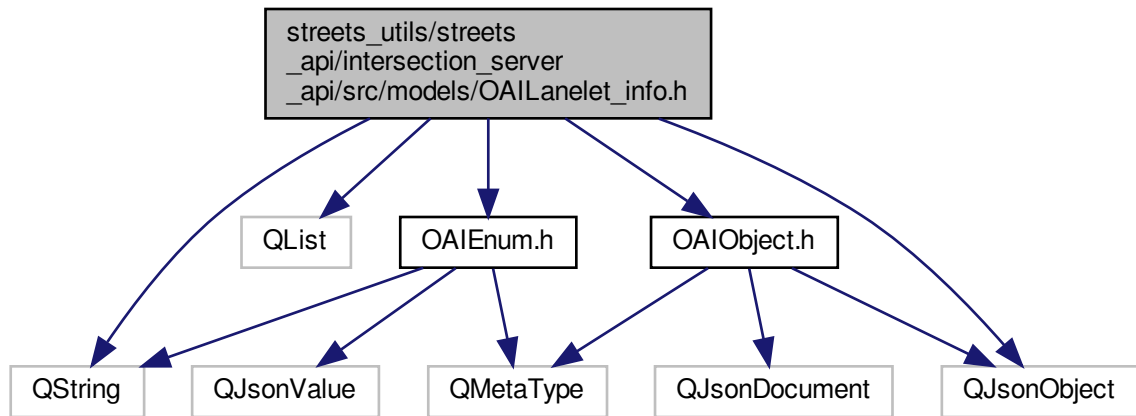 streets_utils/streets
_api/intersection_server
_api/src/models/OAILanelet_info.h
QList
OAIEnum.h
OAIObject.h
QString
QJsonValue
QMetaType
QJsonDocument
QJsonObject